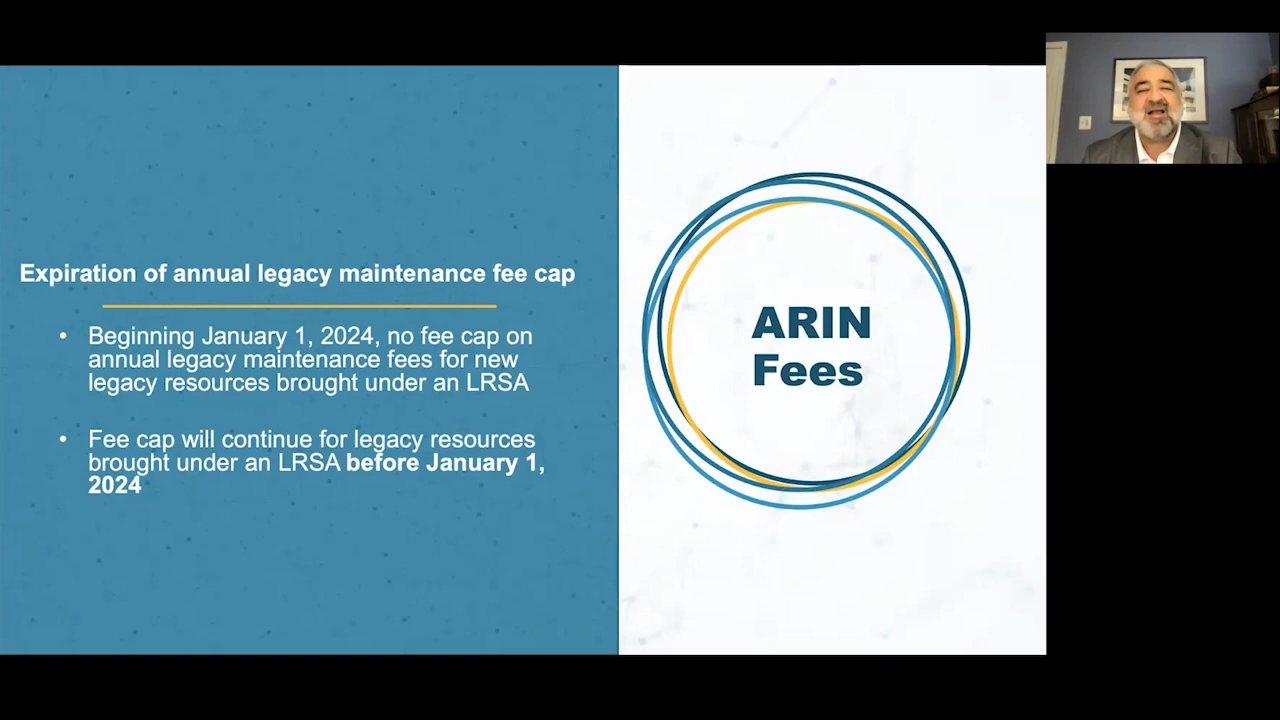 Expiration of annual legacy maintenance fee cap
• Beginning January 1, 2024, no fee cap on
annual legacy maintenance fees for new
legacy resources brought under an LRSA
• Fee cap will continue for legacy resources
brought under an LRSA before January 1,
2024
ARIN
Fees